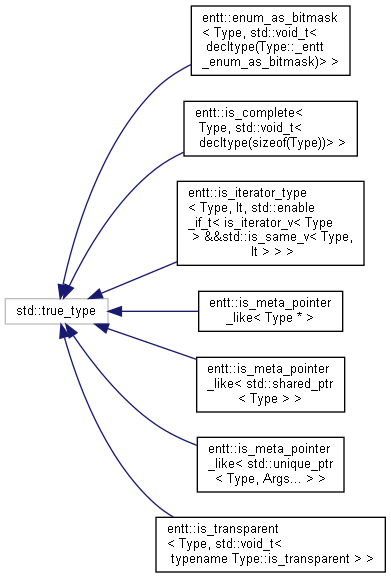 entt::enum_as_bitmask
< Type, std::void_t<
decltype(Type::_entt
_enum_as_bitmask)> >
entt::is_complete<
Type, std::void_t<
decltype(sizeof(Type))> >
entt::is_iterator_type
< Type, It, std::enable
_if_t< is_iterator_v< Type
> &&std::is_same_v< Type,
It > > >
std::true_type
entt::is_meta_pointer
_like< Type * >
entt::is_meta_pointer
_like< std::shared_ptr
< Type > >
entt::is_meta_pointer
_like< std::unique_ptr
< Type, Args... > >
entt::is_transparent
< Type, std::void_t<
typename Type::is_transparent > >